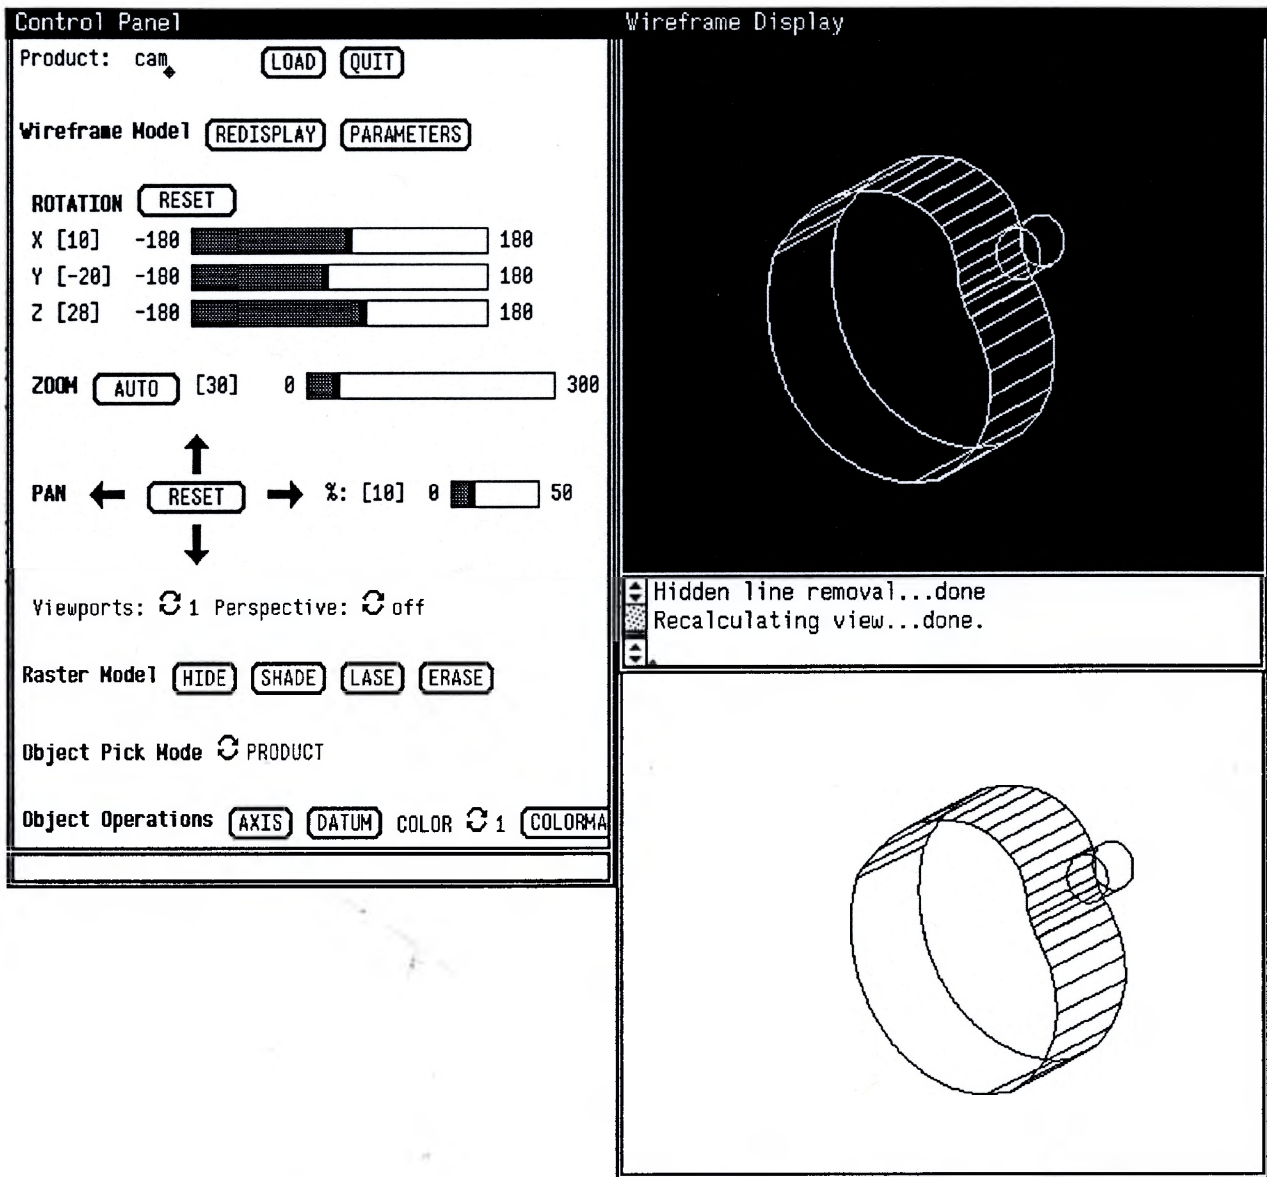 Control Panel
Product: cam LOAD QUIT
Wireframe Model REDISPLAY PARAMETERS
ROTATION RESET
X [10] -180 180
Y [-20] -180 180
Z [28] -180 180
ZOOM AUTO [30] 0 300
PAN RESET %: [10] 0 50
Viewports: 1 Perspective: off
Raster Model HIDE SHADE LASE ERASE
Object Pick Mode PRODUCT
Object Operations AXIS DATUM COLOR 1 COLORMA
Wireframe Display
Hidden line removal...done
Recalculating view...done.